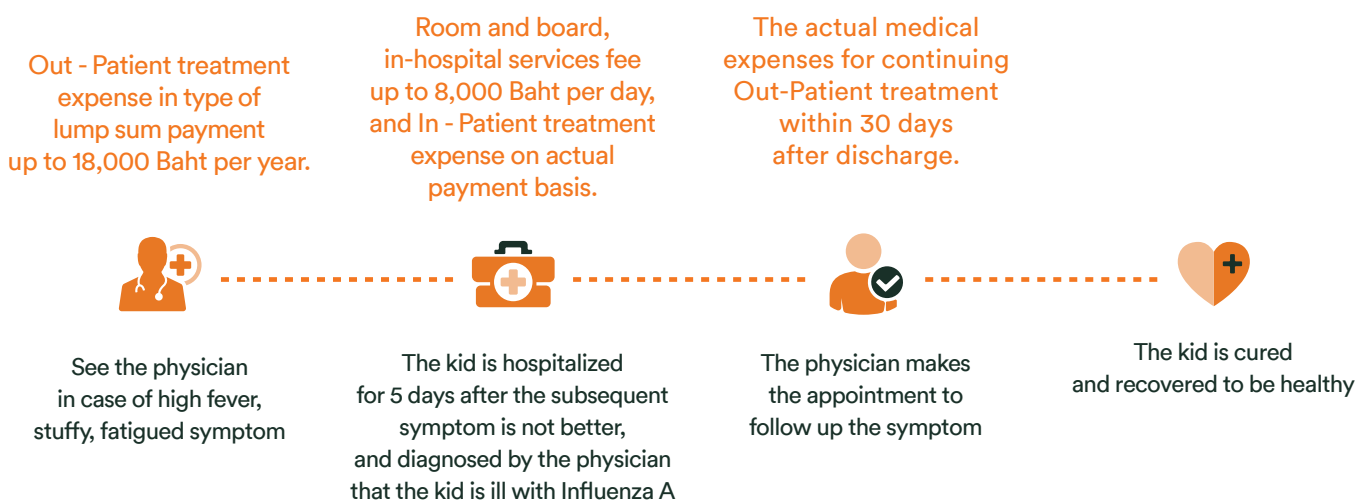 Out - Patient treatment
expense in type of
lump sum payment
up to 18,000 Baht per year.
Room and board,
in-hospital services fee
up to 8,000 Baht per day,
and In - Patient treatment
expense on actual
payment basis.
The actual medical
expenses for continuing
Out-Patient treatment
within 30 days
after discharge.
See the physician
in case of high fever,
stuffy, fatigued symptom
The kid is hospitalized
for 5 days after the subsequent
symptom is not better,
and diagnosed by the physician
that the kid is ill with Influenza A
The physician makes
the appointment to
follow up the symptom
The kid is cured
and recovered to be healthy